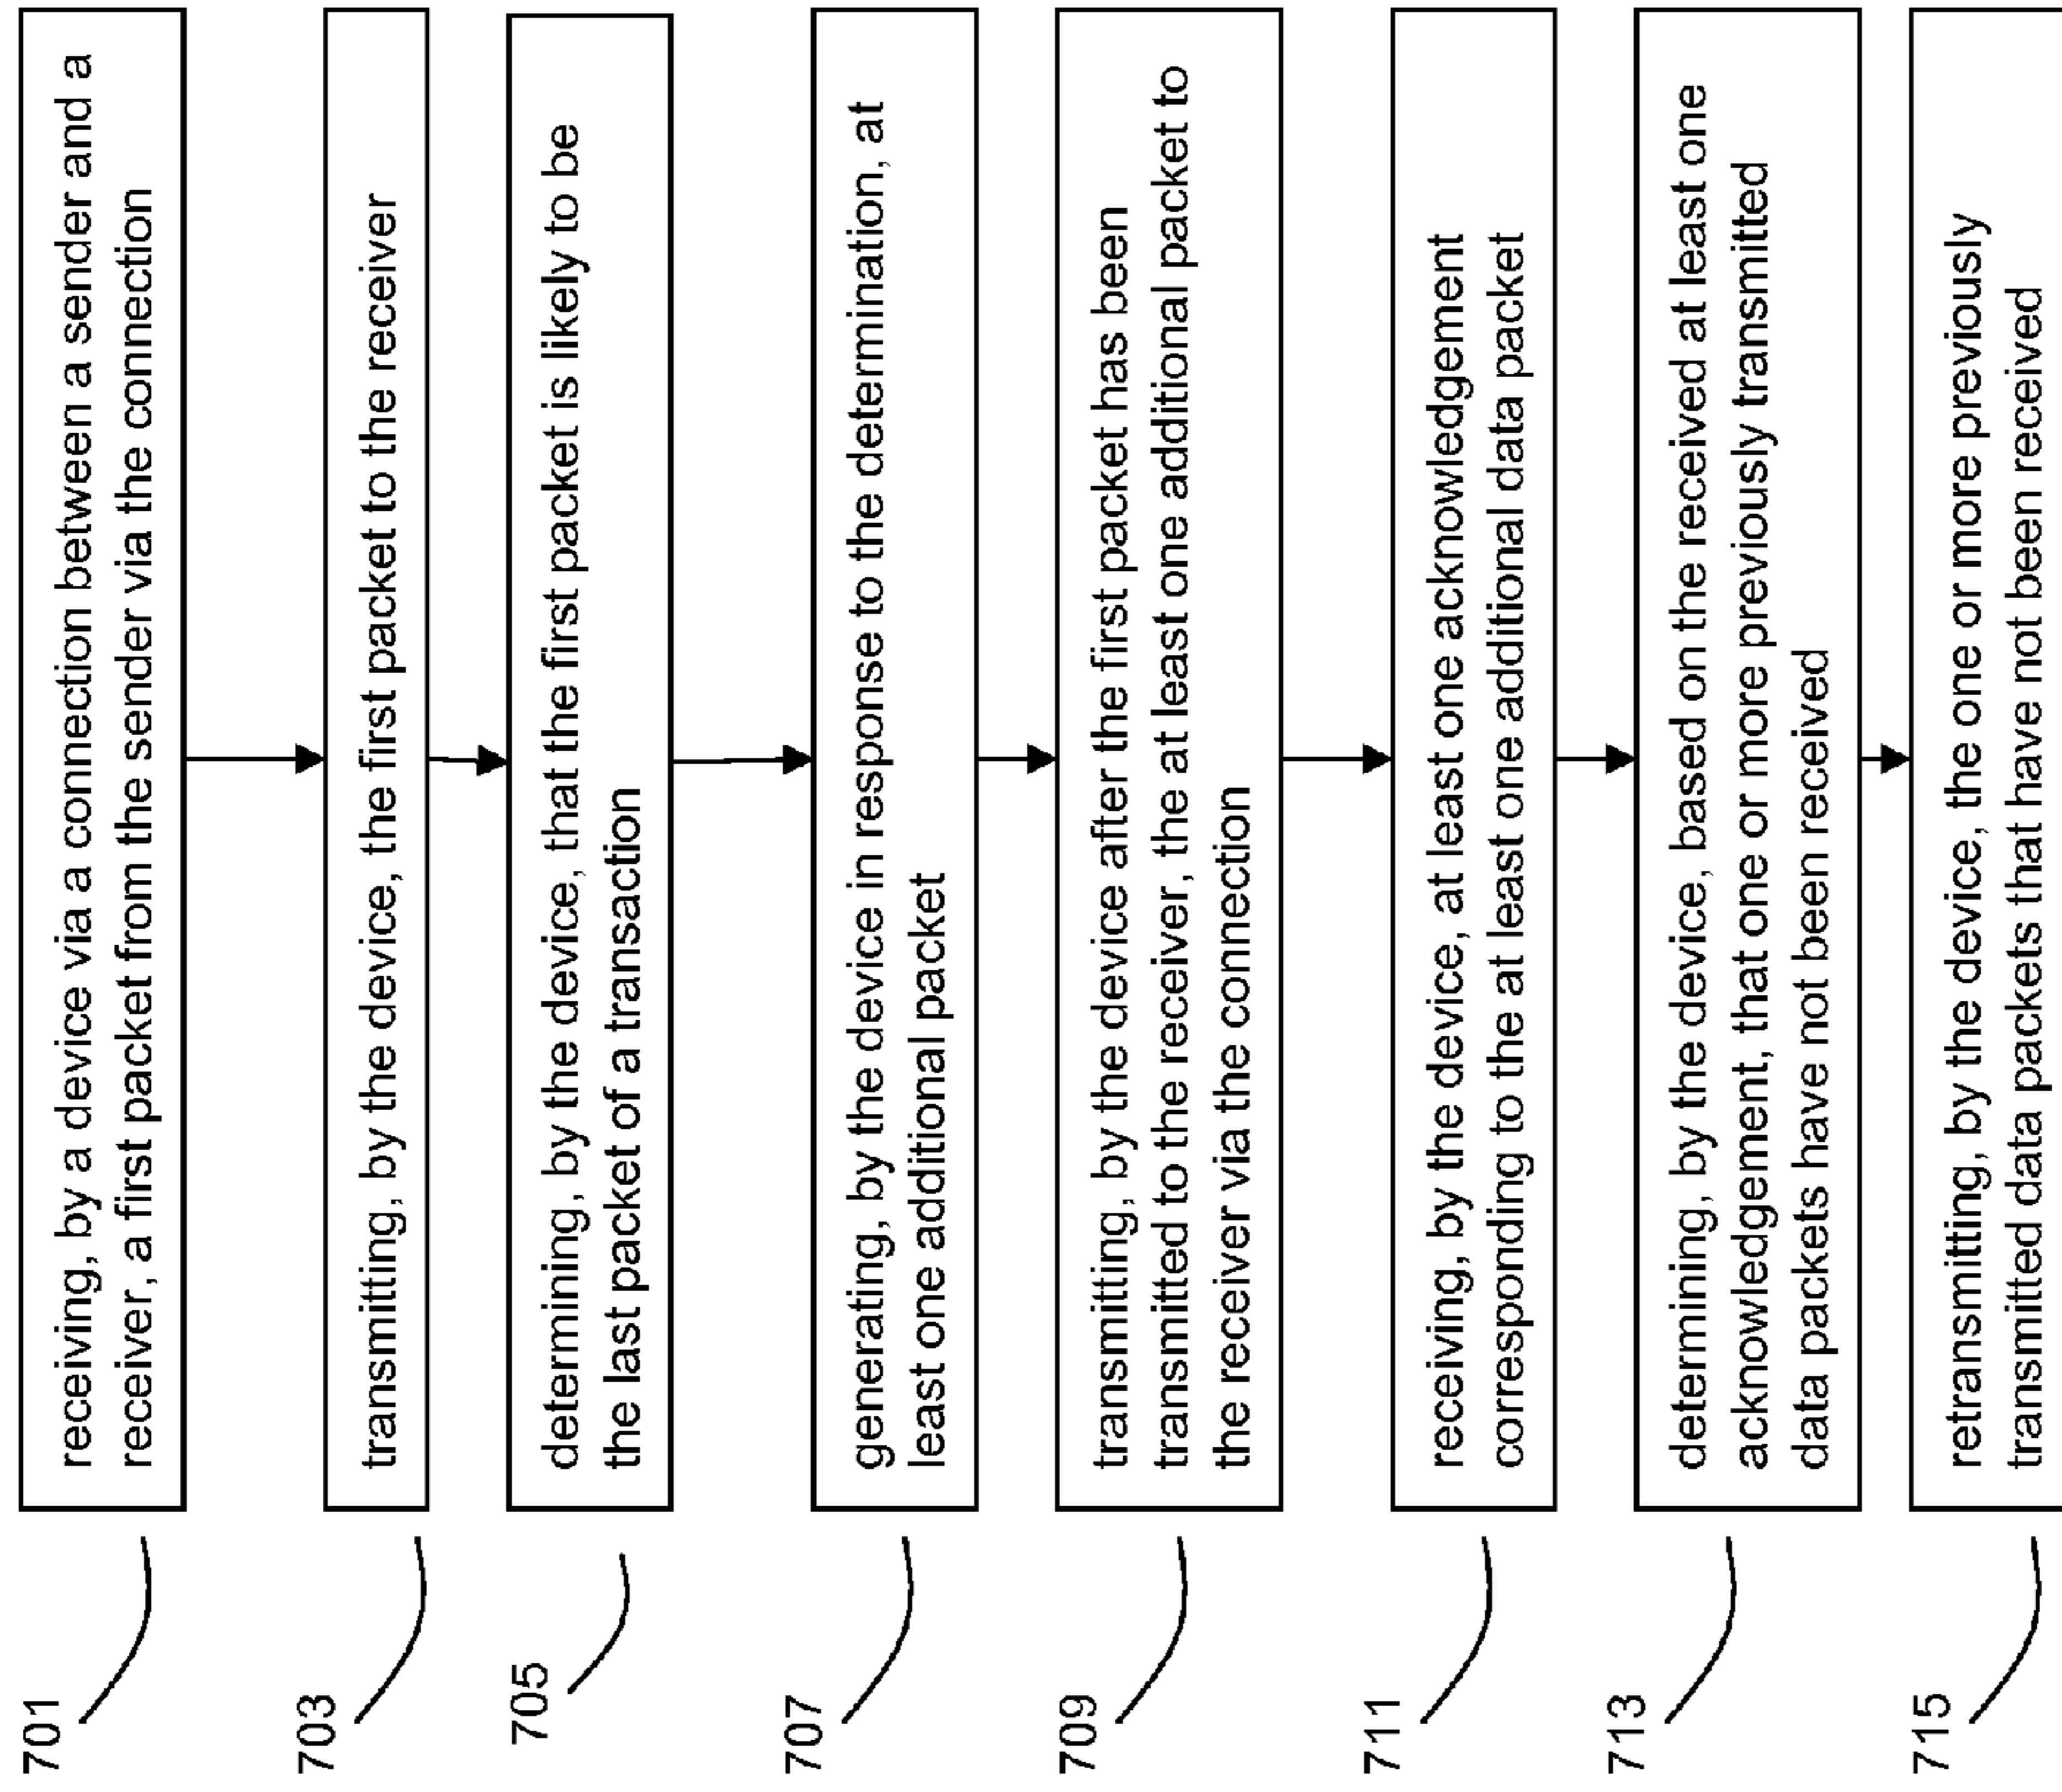 701
receiving, by a device via a connection between a sender and a
receiver, a first packet from the sender via the connection
703
transmitting, by the device, the first packet to the receiver
705
determining, by the device, that the first packet is likely to be
the last packet of a transaction
707
generating, by the device in response to the determination, at
least one additional packet
709
transmitting, by the device after the first packet has been
transmitted to the receiver, the at least one additional packet to
the receiver via the connection
711
receiving, by the device, at least one acknowledgement
corresponding to the at least one additional data packet
713
determining, by the device, based on the received at least one
acknowledgement, that one or more previously transmitted
data packets have not been received
715
retransmitting, by the device, the one or more previously
transmitted data packets that have not been received